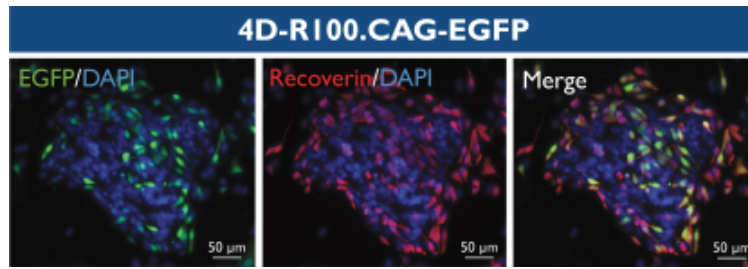 4D-R100.CAG-EGFP
EGFP/DAPI
Recoverin/DAPI
Merge
50 µm
50 µm
50 µm